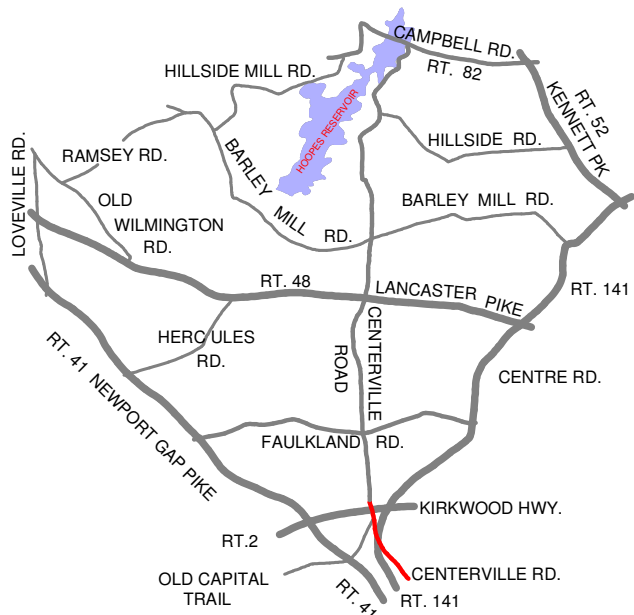 CAMPBELL RD.
RT. 82
HILLSIDE MILL RD.
HOOPES RESERVOIR
RT. 52
KENNETT PK
HILLSIDE RD.
LOVEVILLE RD.
RAMSEY RD.
BARLEY MILL RD.
OLD
WILMINGTON
RD.
BARLEY MILL RD.
RT. 48
LANCASTER PIKE
RT. 141
HERCULES
RD.
CENTERVILLE
ROAD
RT. 41 NEWPORT GAP PIKE
CENTRE RD.
FAULKLAND RD.
KIRKWOOD HWY.
RT.2
OLD CAPITAL
TRAIL
CENTERVILLE RD.
RT. 41
RT. 141